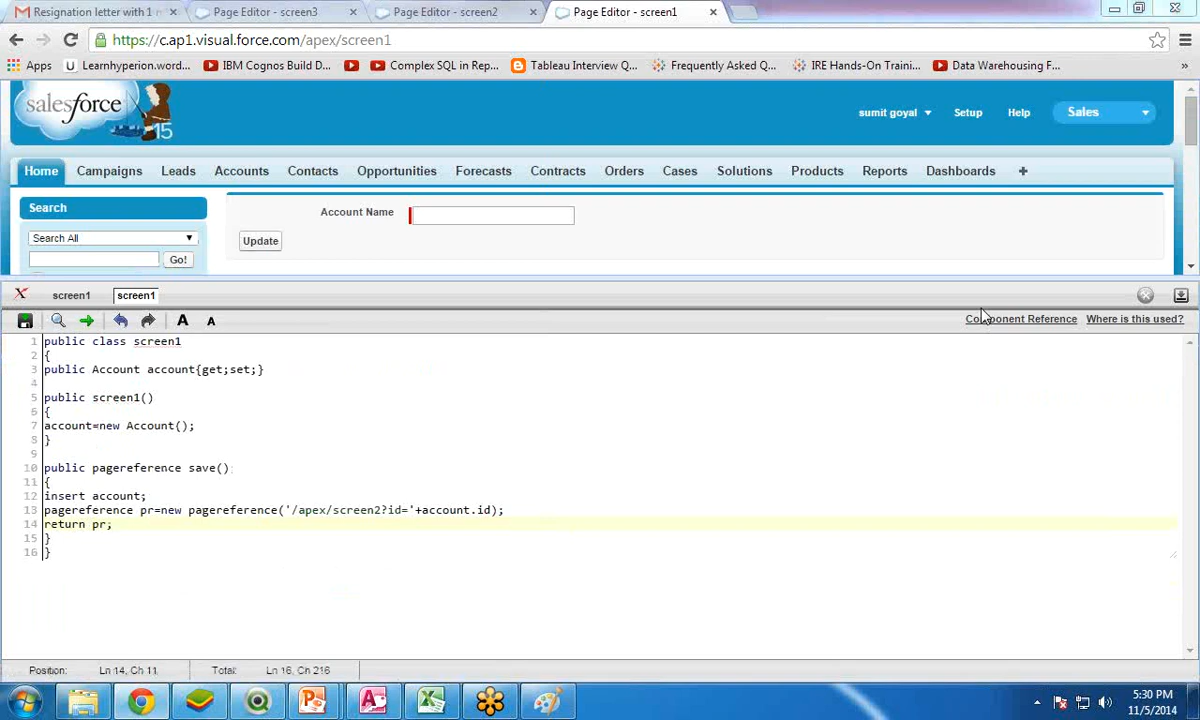 Resignation letter with 1 m
Page Editor - screen3
Page Editor - screen2
Page Editor - screen1
https://c.ap1.visual.force.com/apex/screen1
Apps
Learnhyperion.word...
IBM Cognos Build D...
Complex SQL in Rep...
Tableau Interview Q...
Frequently Asked Q...
IRE Hands-On Traini...
Data Warehousing F...
»
salesforce
15
sumit goyal
Setup
Help
Sales
Home
Campaigns
Leads
Accounts
Contacts
Opportunities
Forecasts
Contracts
Orders
Cases
Solutions
Products
Reports
Dashboards
+
Search
Search All
Go!
Account Name
Update
screen1
screen1
A
A
Component Reference
Where is this used?
1 public class screen1
2 {
3 public Account account{get;set;}
4
5 public screen1()
6 {
7 account=new Account();
8 }
9
10 public pagereference save()
11 {
12 insert account;
13 pagereference pr=new pagereference('/apex/screen2?id='+account.id);
14 return pr;
15 }
16 }
Position: Ln 14, Ch 11 Total: Ln 16, Ch 216
5:30 PM
11/5/2014